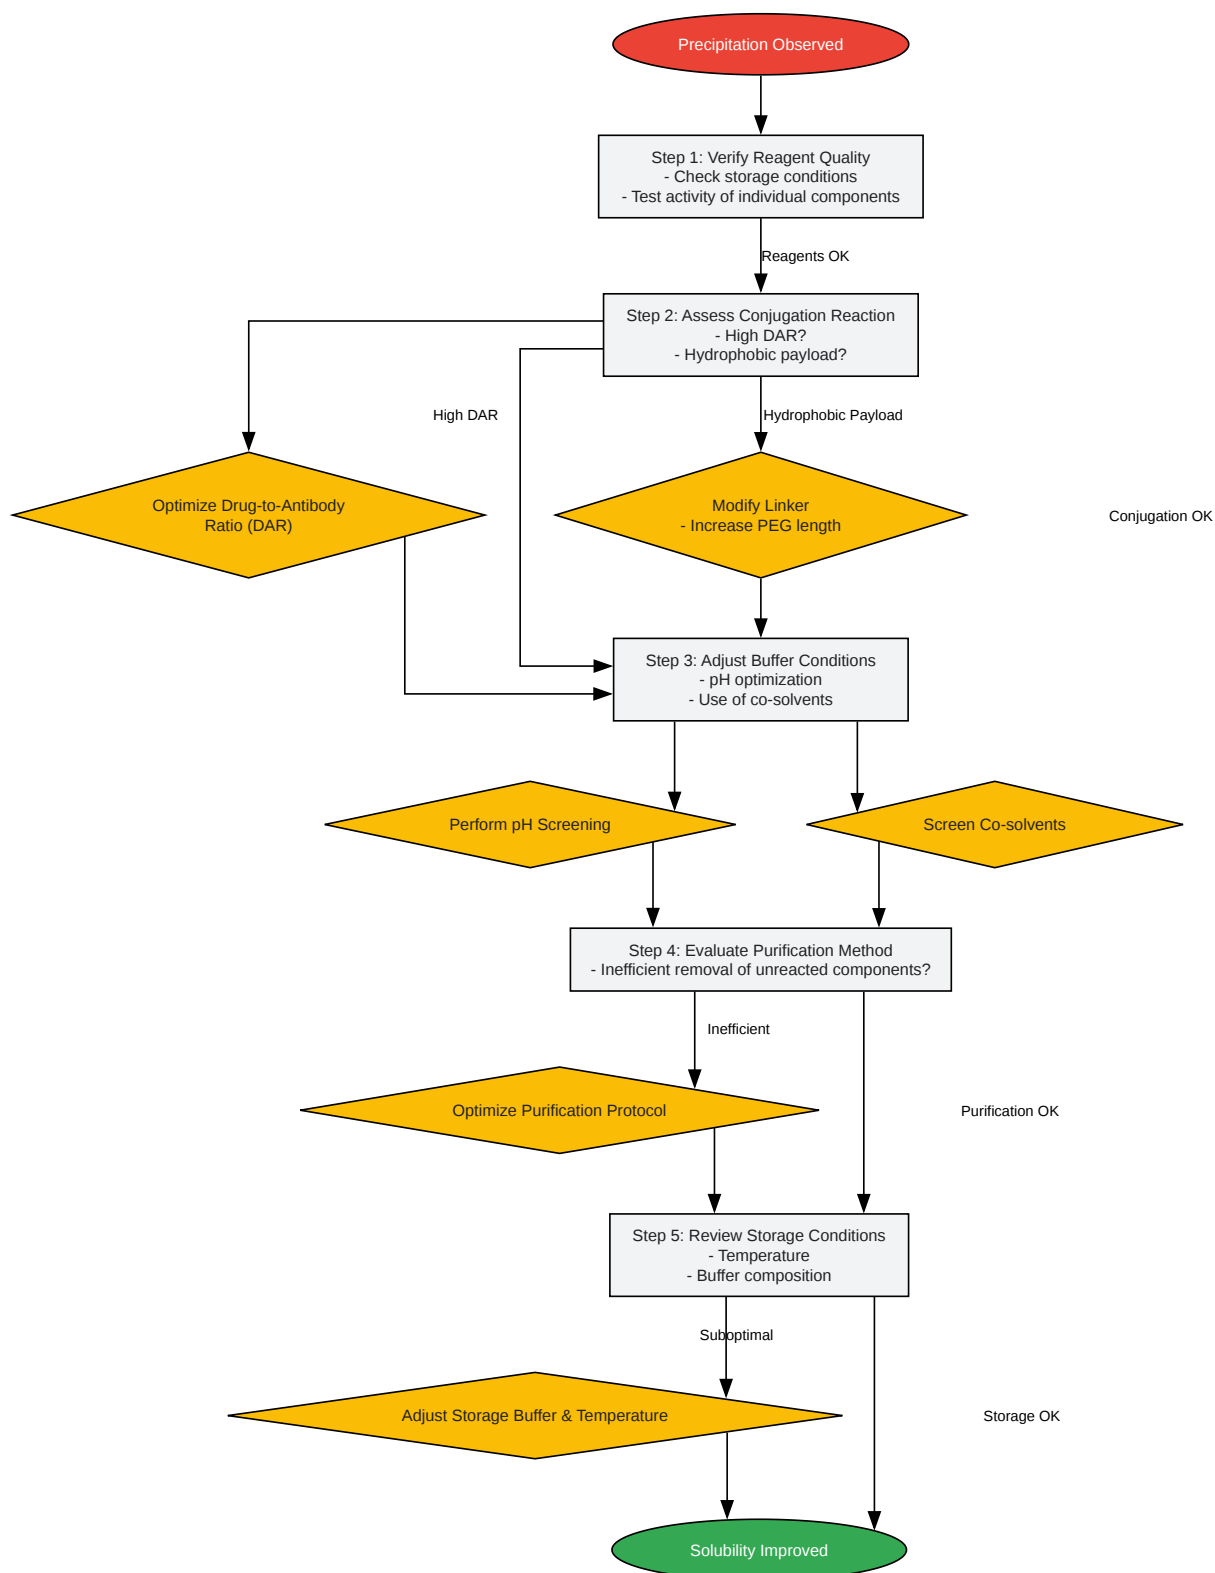 Precipitation Observed
Step 1: Verify Reagent Quality
- Check storage conditions
- Test activity of individual components
Reagents OK
Step 2: Assess Conjugation Reaction
- High DAR?
- Hydrophobic payload?
High DAR
Hydrophobic Payload
Optimize Drug-to-Antibody
Ratio (DAR)
Modify Linker
- Increase PEG length
Conjugation OK
Step 3: Adjust Buffer Conditions
- pH optimization
- Use of co-solvents
Perform pH Screening
Screen Co-solvents
Step 4: Evaluate Purification Method
- Inefficient removal of unreacted components?
Inefficient
Optimize Purification Protocol
Purification OK
Step 5: Review Storage Conditions
- Temperature
- Buffer composition
Suboptimal
Adjust Storage Buffer & Temperature
Storage OK
Solubility Improved